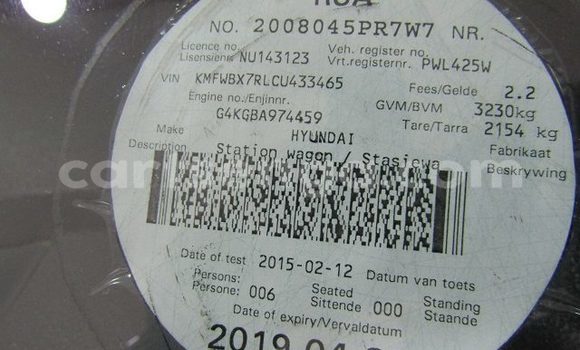 RSA
NO. 2008045PR7W7 NR.
Licence no./ Lisensienr. NU143123 Veh. register no./ Vrt.registernr. PWL425W
VIN KMFWBX7RLCU433465 Fees/Gelde 2.2
Engine no./Enjinnr. G4KGBA974459 GVM/BVM 3230kg
Tare/Tarra 2154 kg
Make HYUNDAI Fabrikaat
Description Station wagon / Stasiewa Beskrywing
Date of test 2015-02-12 Datum van toets
Persons: Seated Standing
Persone: 006 Sittende 000 Staande
Date of expiry/Vervaldatum
2019